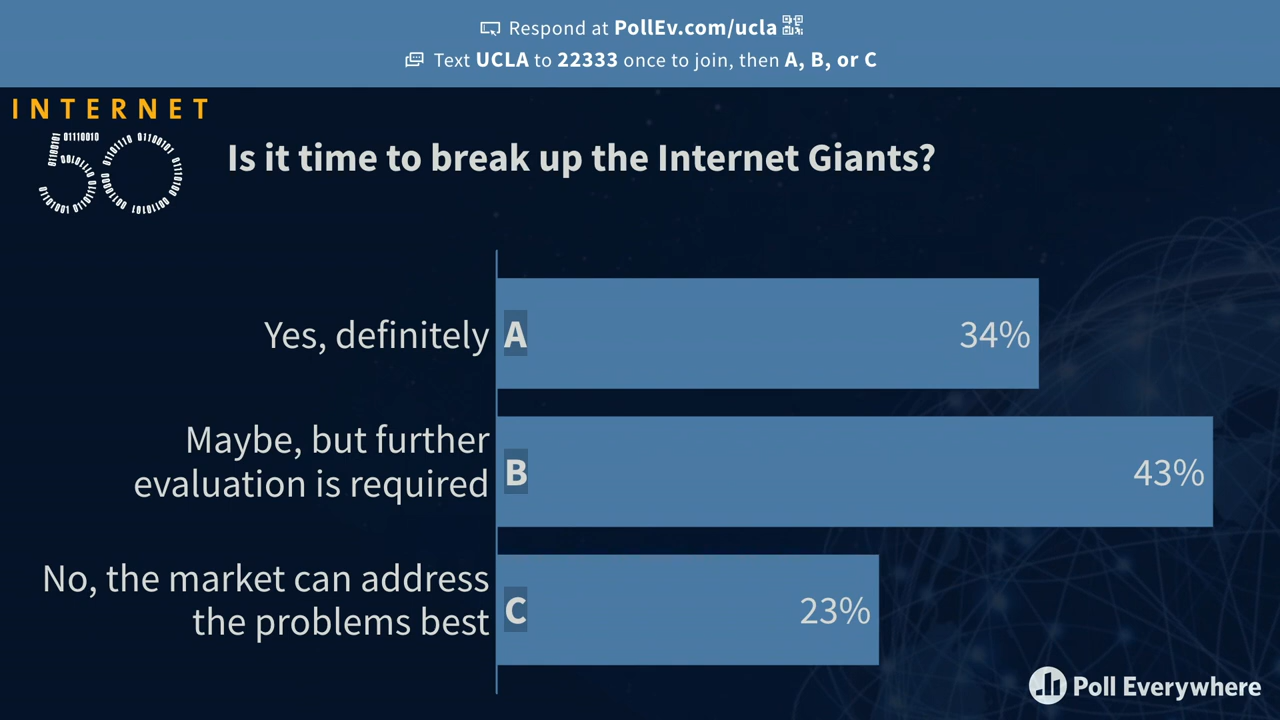 Respond at PollEv.com/ucla
Text UCLA to 22333 once to join, then A, B, or C
INTERNET
50
Is it time to break up the Internet Giants?
Yes, definitely A 34%
Maybe, but further
evaluation is required B 43%
No, the market can address
the problems best C 23%
Poll Everywhere